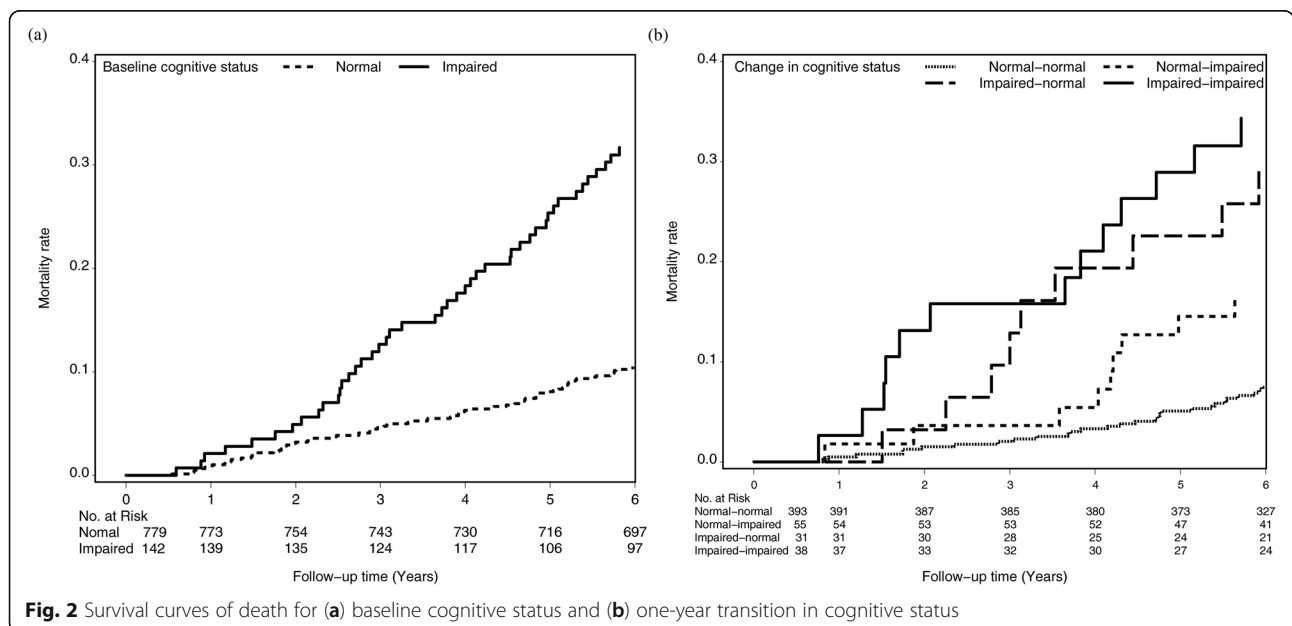 (a)
0.4
Baseline cognitive status Normal Impaired
0.3
Mortality rate
0.2
0.1
0.0
0 1 2 3 4 5 6
No. at Risk
Nomal 779 773 754 743 730 716 697
Impaired 142 139 135 124 117 106 97
Follow−up time (Years)
(b)
0.4
Change in cognitive status Normal−normal Normal−impaired
Impaired−normal Impaired−impaired
0.3
Mortality rate
0.2
0.1
0.0
0 1 2 3 4 5 6
No. at Risk
Normal−normal 393 391 387 385 380 373 327
Normal−impaired 55 54 53 53 52 47 41
Impaired−normal 31 31 30 28 25 24 21
Impaired−impaired 38 37 33 32 30 27 24
Follow−up time (Years)
Fig. 2 Survival curves of death for (a) baseline cognitive status and (b) one-year transition in cognitive status